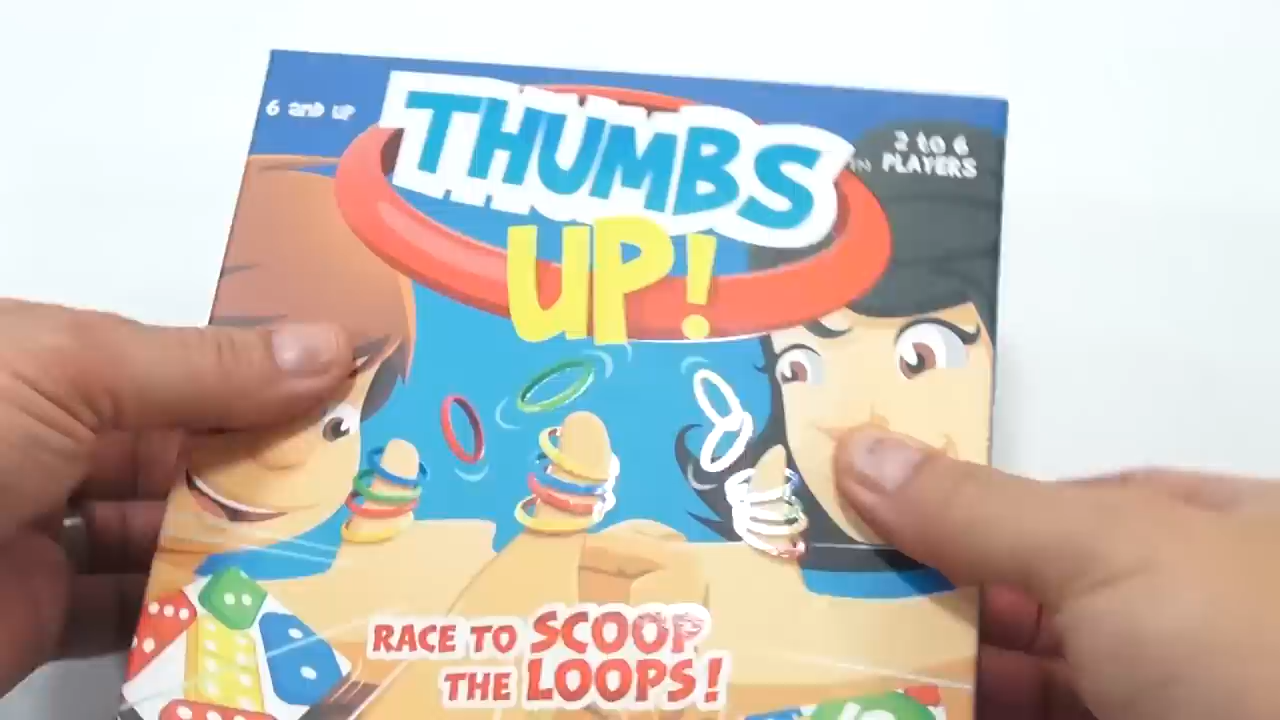 6 and UP
THUMBS
UP!
2 to 6
PLAYERS
RACE TO SCOOP
THE LOOPS!